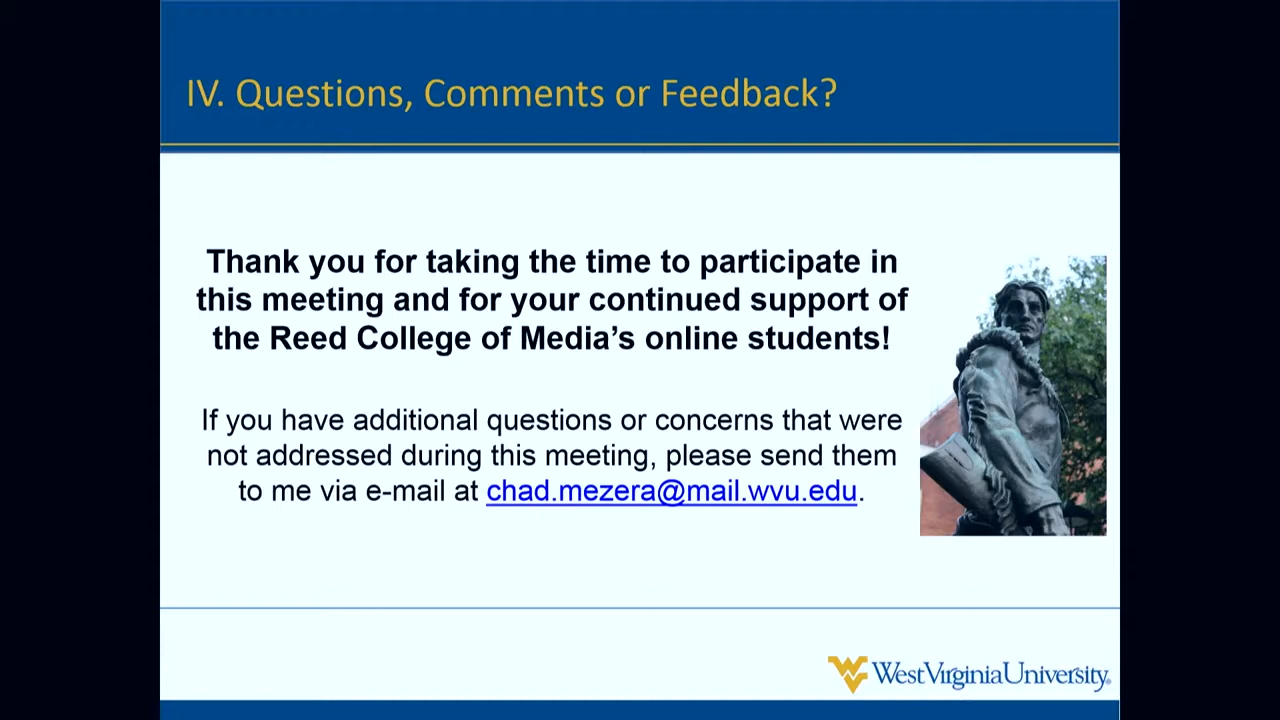 IV. Questions, Comments or Feedback?
Thank you for taking the time to participate in
this meeting and for your continued support of
the Reed College of Media’s online students!
If you have additional questions or concerns that were
not addressed during this meeting, please send them
to me via e-mail at chad.mezera@mail.wvu.edu.
WestVirginiaUniversity®